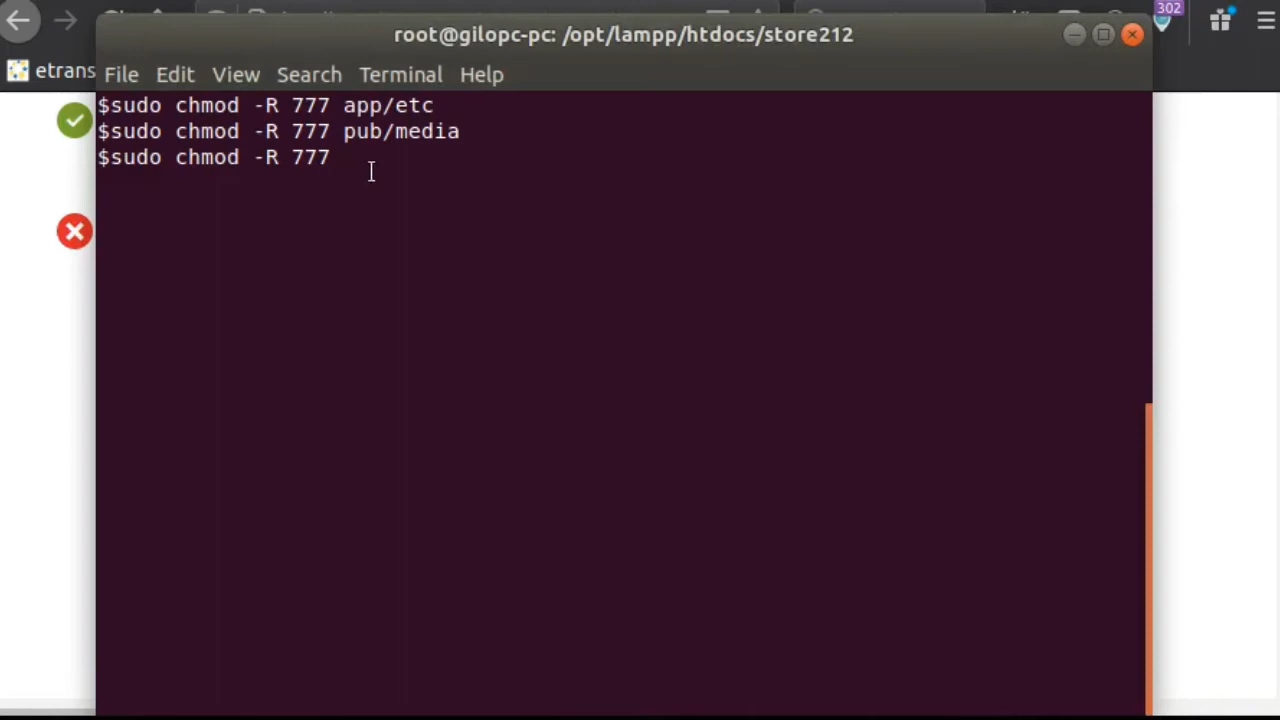 302
root@gilopc-pc: /opt/lampp/htdocs/store212
etrans
File Edit View Search Terminal Help
$sudo chmod -R 777 app/etc
$sudo chmod -R 777 pub/media
$sudo chmod -R 777